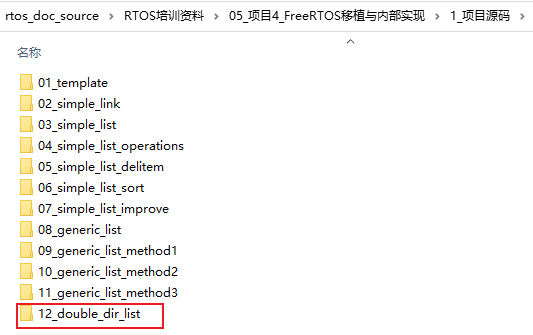 rtos_doc_source > RTOS培训资料 > 05_项目4_FreeRTOS移植与内部实现 > 1_项目源码 >
名称
01_template
02_simple_link
03_simple_list
04_simple_list_operations
05_simple_list_delitem
06_simple_list_sort
07_simple_list_improve
08_generic_list
09_generic_list_method1
10_generic_list_method2
11_generic_list_method3
12_double_dir_list